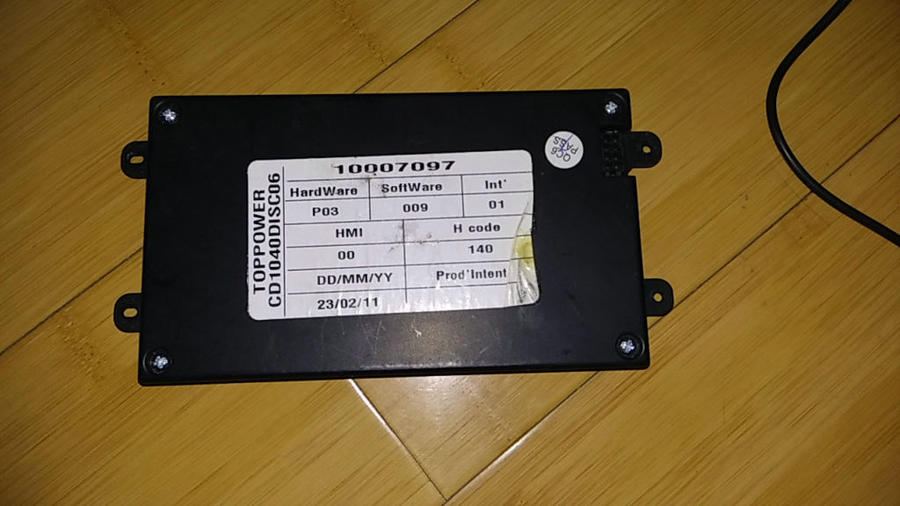 TOPPOWER
CD1040DISC06
10007097
HardWare SoftWare Int'
P03 009 01
HMI H code
00 140
DD/MM/YY Prod'Intent
23/02/11
QC5
PASS